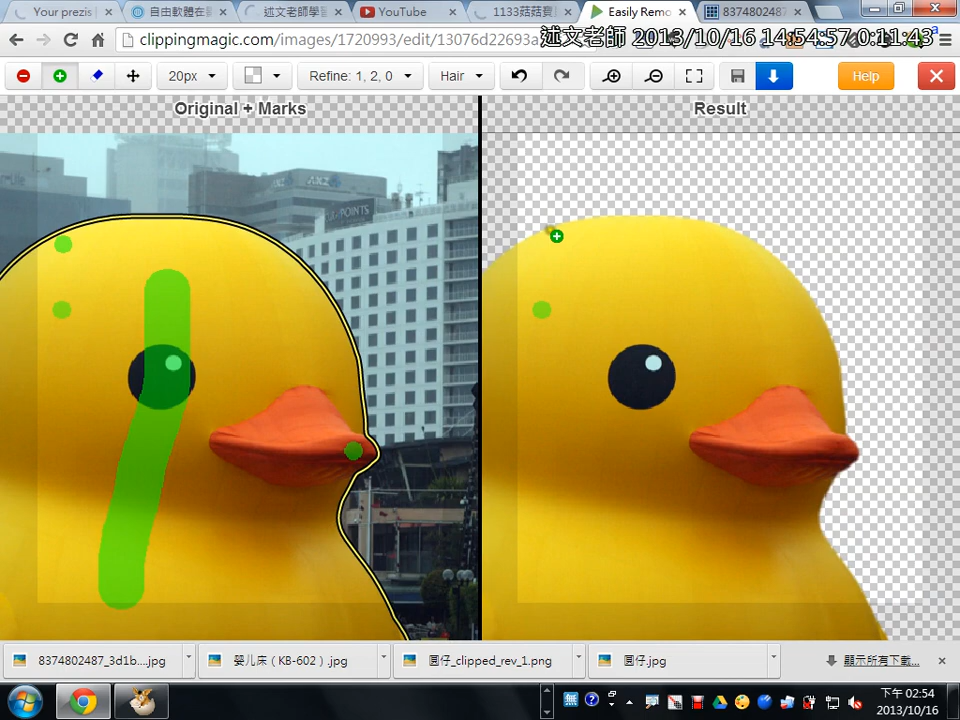 Your prezis
自由軟體在
述文老師學
YouTube
1133菇菇寶
Easily Remo
8374802487
clippingmagic.com/images/1720993/edit/13076d22693a
述文老師 2013/10/16 14:54:57 0:11:43
20px
Refine: 1, 2, 0
Hair
Help
Original + Marks
Result
8374802487_3d1b....jpg
嬰儿床（KB-602）.jpg
圓仔_clipped_rev_1.png
圓仔.jpg
顯示所有下載...
下午 02:54
2013/10/16